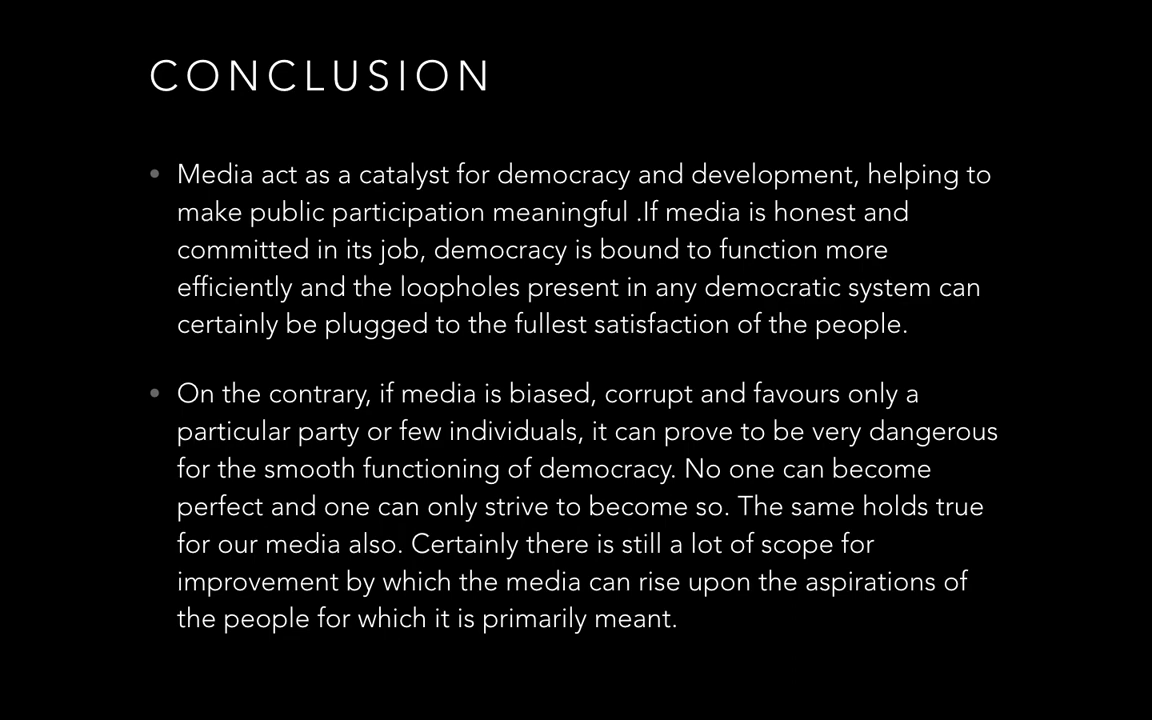 CONCLUSION
• Media act as a catalyst for democracy and development, helping to
make public participation meaningful .If media is honest and
committed in its job, democracy is bound to function more
efficiently and the loopholes present in any democratic system can
certainly be plugged to the fullest satisfaction of the people.
• On the contrary, if media is biased, corrupt and favours only a
particular party or few individuals, it can prove to be very dangerous
for the smooth functioning of democracy. No one can become
perfect and one can only strive to become so. The same holds true
for our media also. Certainly there is still a lot of scope for
improvement by which the media can rise upon the aspirations of
the people for which it is primarily meant.